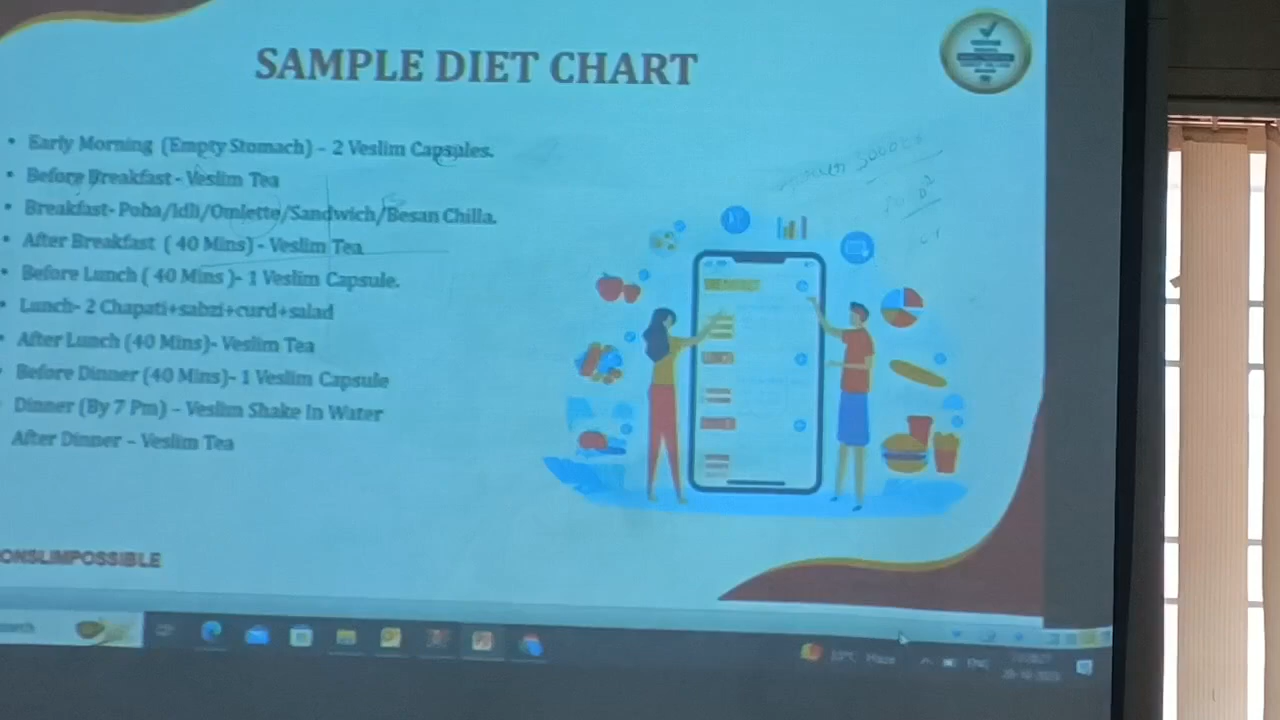 SAMPLE DIET CHART
• Early Morning (Empty Stomach) - 2 Veslim Capsules.
• Before Breakfast - Veslim Tea
• Breakfast- Poha/Idli/Omlette/Sandwich/Besan Chilla.
• After Breakfast ( 40 Mins) - Veslim Tea
• Before Lunch ( 40 Mins )- 1 Veslim Capsule.
• Lunch- 2 Chapati+sabzi+curd+salad
• After Lunch (40 Mins)- Veslim Tea
Before Dinner (40 Mins)- 1 Veslim Capsule
Dinner (By 7 Pm) – Veslim Shake In Water
After Dinner – Veslim Tea
ONSLIMPOSSIBLE
Haze